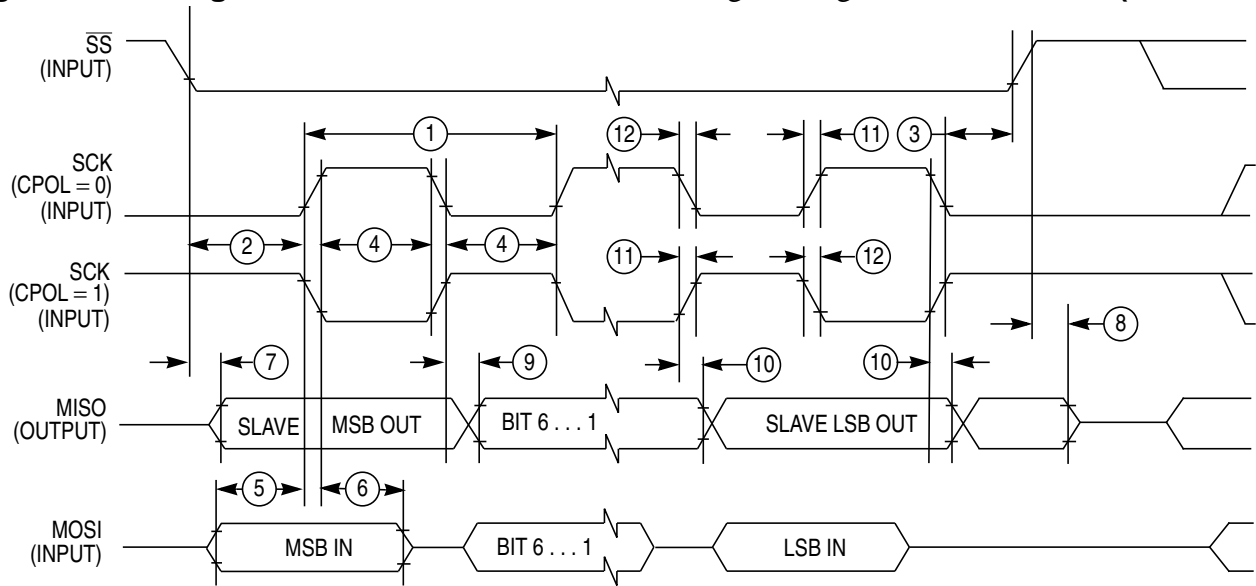 SS
(INPUT)
1
12
11
3
SCK
(CPOL = 0)
(INPUT)
2
4
4
11
12
SCK
(CPOL = 1)
(INPUT)
8
7
9
10
10
MISO
(OUTPUT)
SLAVE
MSB OUT
BIT 6 . . . 1
SLAVE LSB OUT
5
6
MOSI
(INPUT)
MSB IN
BIT 6 . . . 1
LSB IN